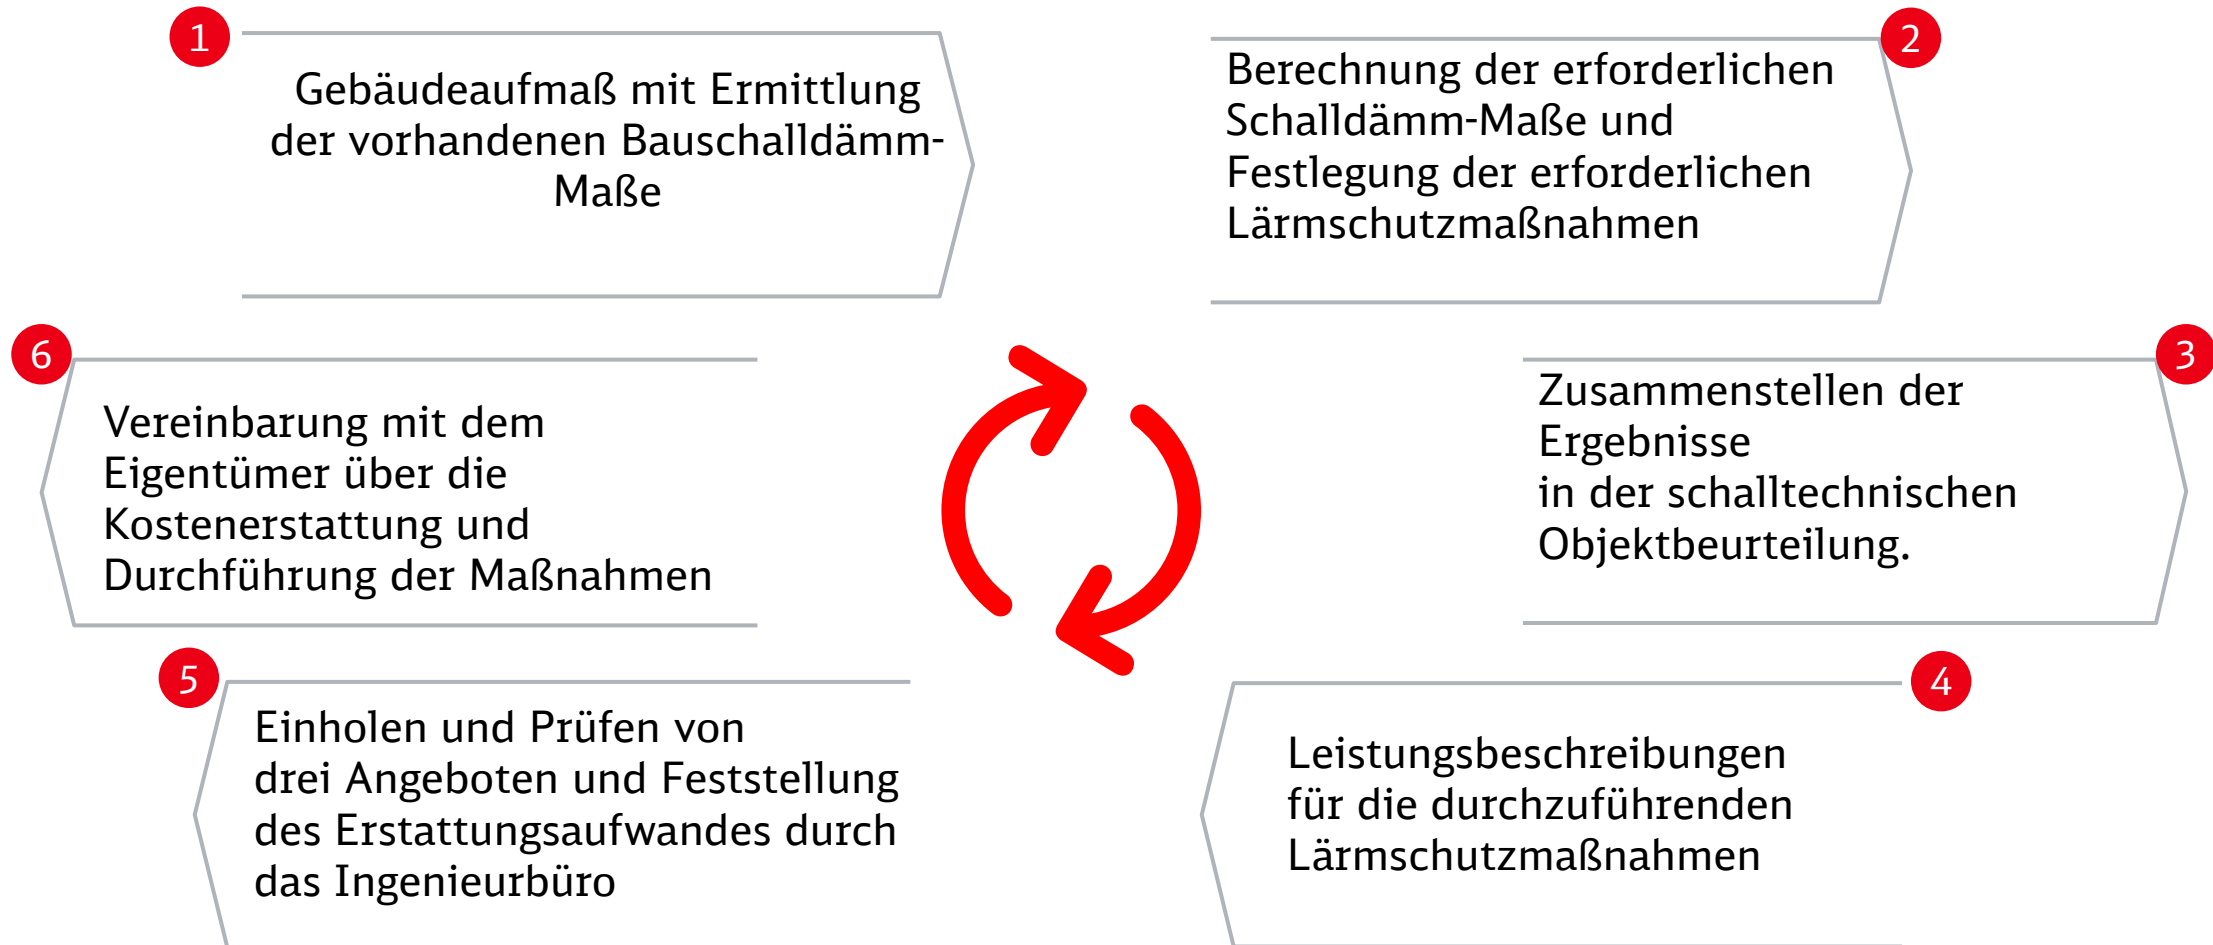 1
Gebäudeaufmaß mit Ermittlung
der vorhandenen Bauschalldämm-
Maße
2
Berechnung der erforderlichen
Schalldämm-Maße und
Festlegung der erforderlichen
Lärmschutzmaßnahmen
3
Zusammenstellen der
Ergebnisse
in der schalltechnischen
Objektbeurteilung.
4
Leistungsbeschreibungen
für die durchzuführenden
Lärmschutzmaßnahmen
5
Einholen und Prüfen von
drei Angeboten und Feststellung
des Erstattungsaufwandes durch
das Ingenieurbüro
6
Vereinbarung mit dem
Eigentümer über die
Kostenerstattung und
Durchführung der Maßnahmen